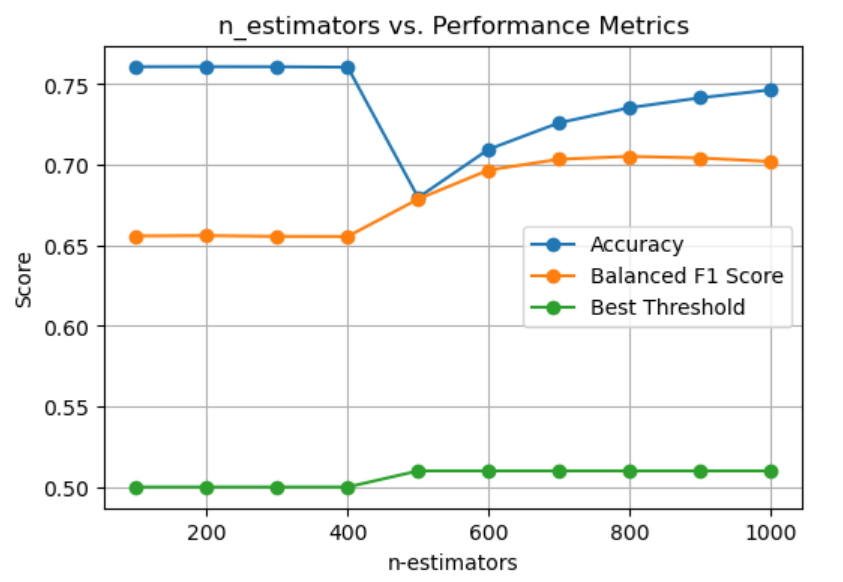 n_estimators vs. Performance Metrics
0.75
0.70
0.65
0.60
0.55
0.50
Score
Accuracy
Balanced F1 Score
Best Threshold
200 400 600 800 1000
n-estimators